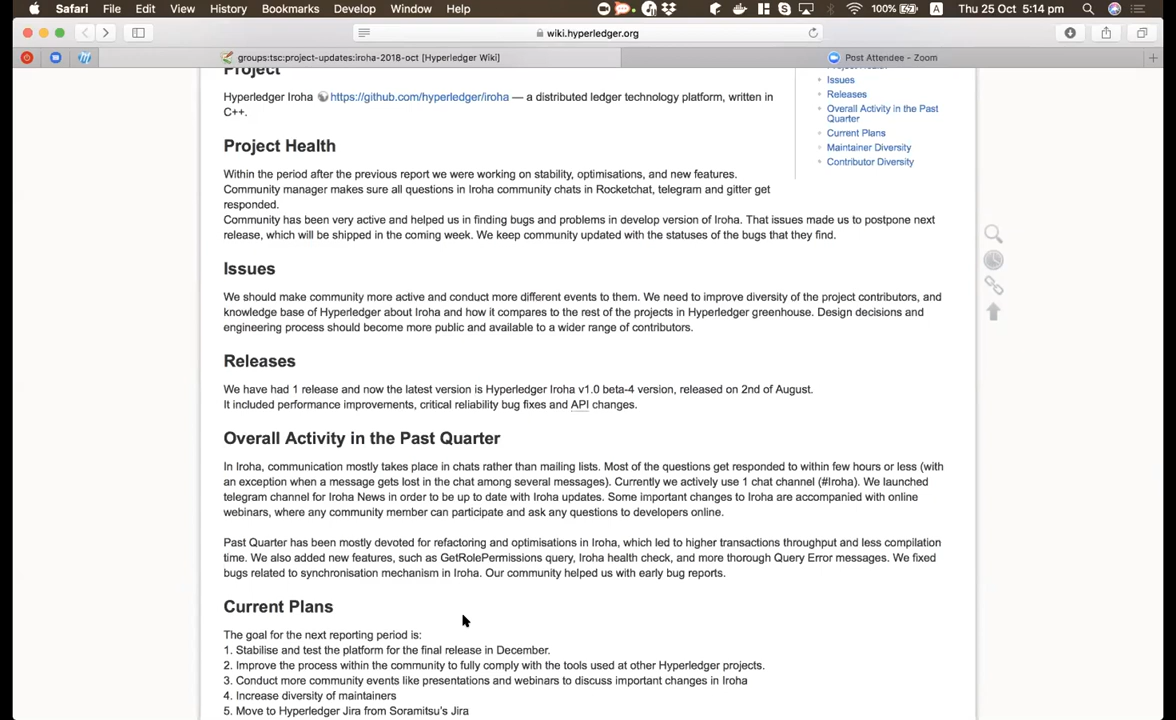 Safari File Edit View History Bookmarks Develop Window Help 100% A Thu 25 Oct 5:14 pm
wiki.hyperledger.org
groups:tsc:project-updates:iroha-2018-oct [Hyperledger Wiki] Post Attendee - Zoom
Project
Hyperledger Iroha https://github.com/hyperledger/iroha — a distributed ledger technology platform, written in
C++.
Issues
Releases
Overall Activity in the Past
Quarter
Current Plans
Maintainer Diversity
Contributor Diversity
Project Health
Within the period after the previous report we were working on stability, optimisations, and new features.
Community manager makes sure all questions in Iroha community chats in Rocketchat, telegram and gitter get
responded.
Community has been very active and helped us in finding bugs and problems in develop version of Iroha. That issues made us to postpone next
release, which will be shipped in the coming week. We keep community updated with the statuses of the bugs that they find.
Issues
We should make community more active and conduct more different events to them. We need to improve diversity of the project contributors, and
knowledge base of Hyperledger about Iroha and how it compares to the rest of the projects in Hyperledger greenhouse. Design decisions and
engineering process should become more public and available to a wider range of contributors.
Releases
We have had 1 release and now the latest version is Hyperledger Iroha v1.0 beta-4 version, released on 2nd of August.
It included performance improvements, critical reliability bug fixes and API changes.
Overall Activity in the Past Quarter
In Iroha, communication mostly takes place in chats rather than mailing lists. Most of the questions get responded to within few hours or less (with
an exception when a message gets lost in the chat among several messages). Currently we actively use 1 chat channel (#Iroha). We launched
telegram channel for Iroha News in order to be up to date with Iroha updates. Some important changes to Iroha are accompanied with online
webinars, where any community member can participate and ask any questions to developers online.
Past Quarter has been mostly devoted for refactoring and optimisations in Iroha, which led to higher transactions throughput and less compilation
time. We also added new features, such as GetRolePermissions query, Iroha health check, and more thorough Query Error messages. We fixed
bugs related to synchronisation mechanism in Iroha. Our community helped us with early bug reports.
Current Plans
The goal for the next reporting period is:
1. Stabilise and test the platform for the final release in December.
2. Improve the process within the community to fully comply with the tools used at other Hyperledger projects.
3. Conduct more community events like presentations and webinars to discuss important changes in Iroha
4. Increase diversity of maintainers
5. Move to Hyperledger Jira from Soramitsu's Jira